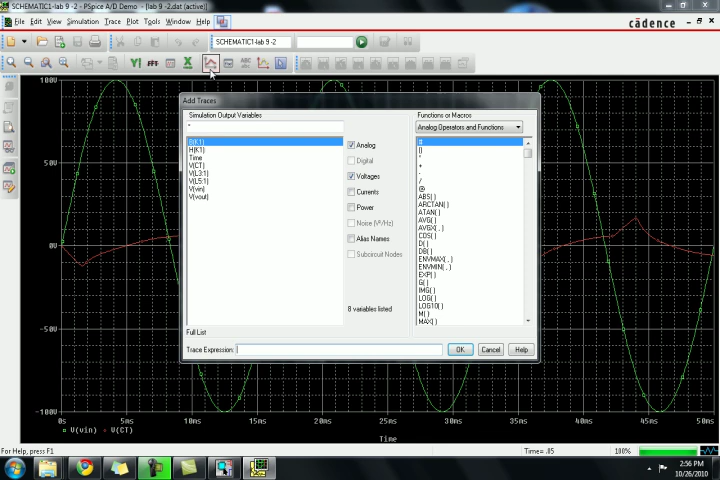 SCHEMATIC1-lab 9 -2 - PSpice A/D Demo - [lab 9 -2.dat (active)]
File Edit View Simulation Trace Plot Tools Window Help
cādence
SCHEMATIC1-lab 9 -2
100V
50V
0V
-50V
-100V
Add Traces
Simulation Output Variables
*
B(K1)
H(K1)
Time
V(CT)
V(L3:1)
V(L5:1)
V(vin)
V(vout)
Full List
Analog
Digital
Voltages
Currents
Power
Noise (V²/Hz)
Alias Names
Subcircuit Nodes
8 variables listed
Functions or Macros
Analog Operators and Functions
#
()
*
+
-
/
@
ABS( )
ARCTAN( )
ATAN( )
AVG( )
AVGX( , )
COS( )
D( )
DB( )
ENVMAX( , )
ENVMIN( , )
EXP( )
G( )
IMG( )
LOG( )
LOG10( )
M( )
MAX( )
Trace Expression:
OK Cancel Help
0s 5ms 10ms 15ms 20ms 25ms 30ms 35ms 40ms 45ms 50ms
V(vin) V(CT)
Time
For Help, press F1
Time= .05 100%
2:56 PM
10/26/2010